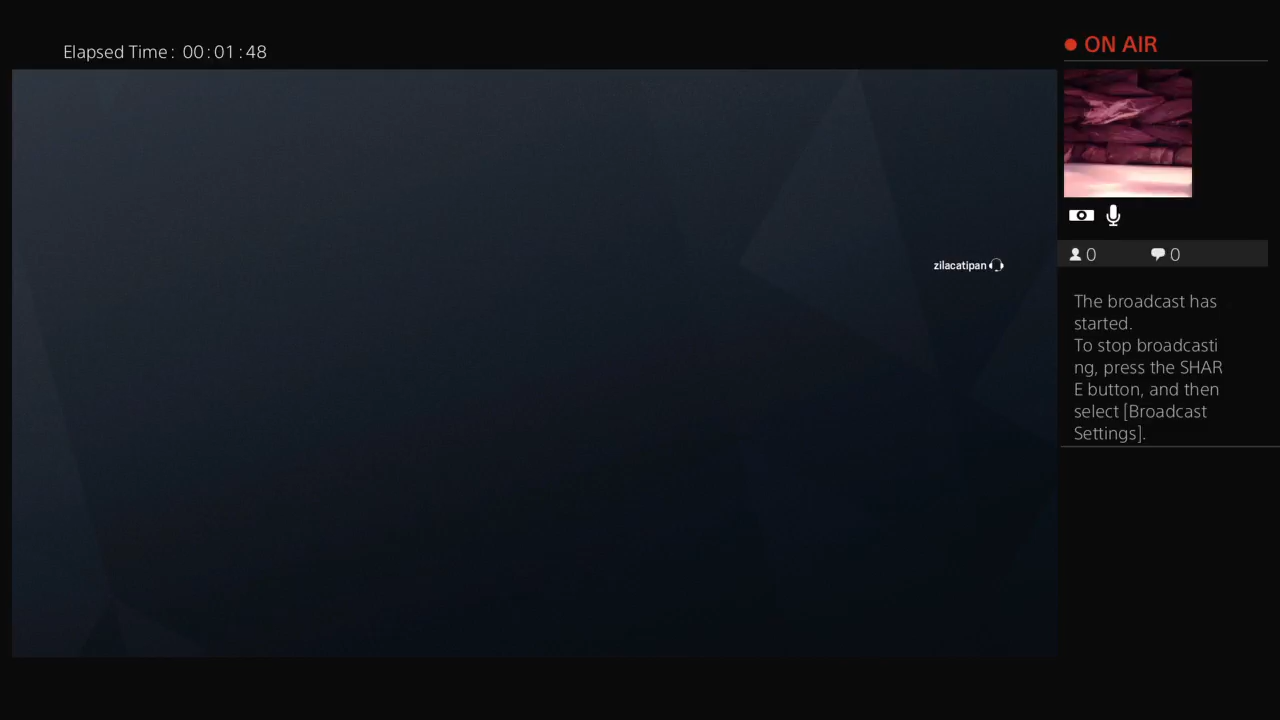 Elapsed Time: 00:01:48
ON AIR
zilacatipan
0 0
The broadcast has
started.
To stop broadcasti
ng, press the SHAR
E button, and then
select [Broadcast
Settings].